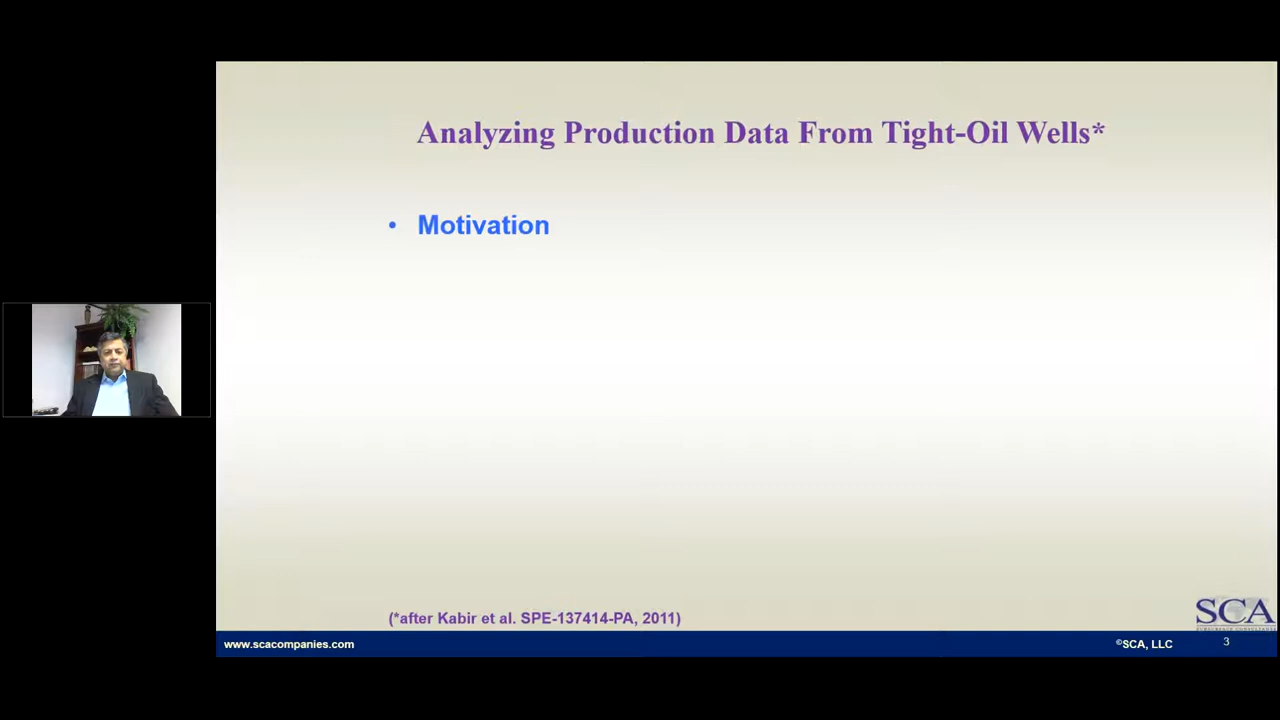 Analyzing Production Data From Tight-Oil Wells*
• Motivation
(*after Kabir et al. SPE-137414-PA, 2011)
SCA
www.scacompanies.com
©SCA, LLC
3